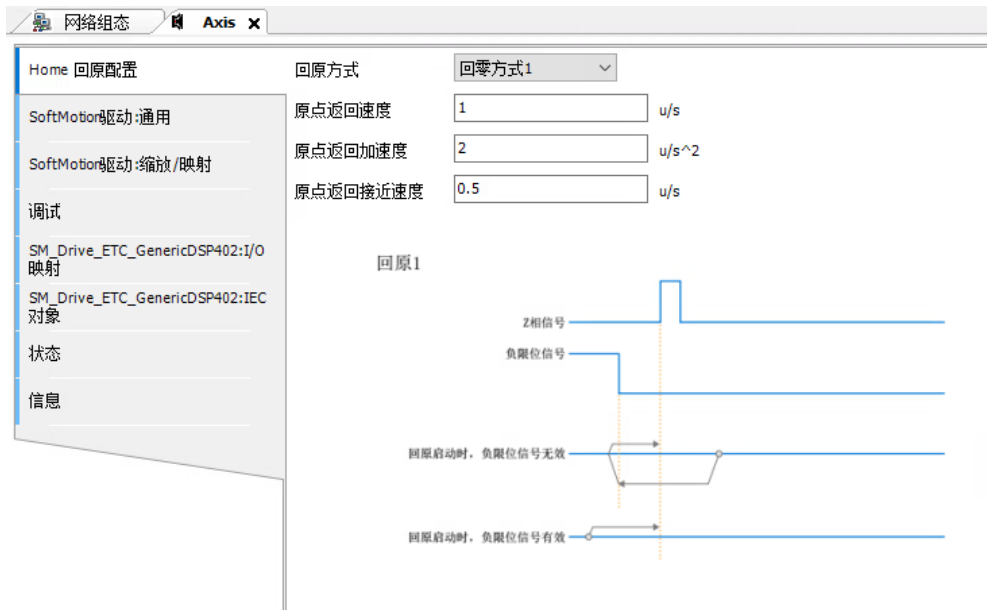 网络组态
Axis
Home 回原配置
SoftMotion驱动:通用
SoftMotion驱动:缩放/映射
调试
SM_Drive_ETC_GenericDSP402:I/O
映射
SM_Drive_ETC_GenericDSP402:IEC
对象
状态
信息
回原方式 回零方式1
原点返回速度 1 u/s
原点返回加速度 2 u/s^2
原点返回接近速度 0.5 u/s
回原1
Z相信号
负限位信号
回原启动时，负限位信号无效
回原启动时，负限位信号有效